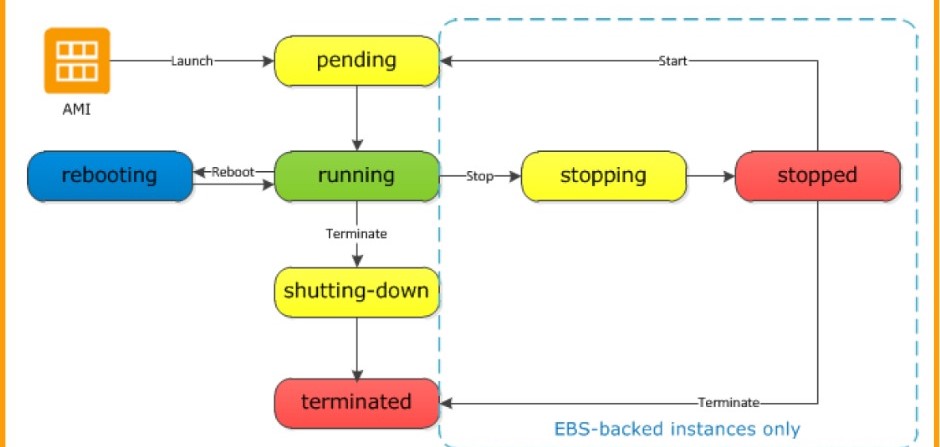 Launch
pending
Start
AMI
rebooting
Reboot
running
Stop
stopping
stopped
Terminate
shutting-down
terminated
Terminate
EBS-backed instances only